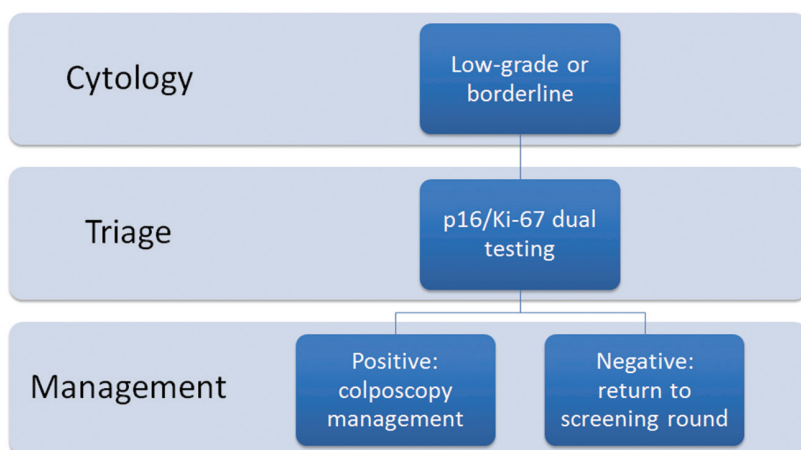 Cytology
Low-grade or
borderline
Triage
p16/Ki-67 dual
testing
Management
Positive:
colposcopy
management
Negative:
return to
screening round